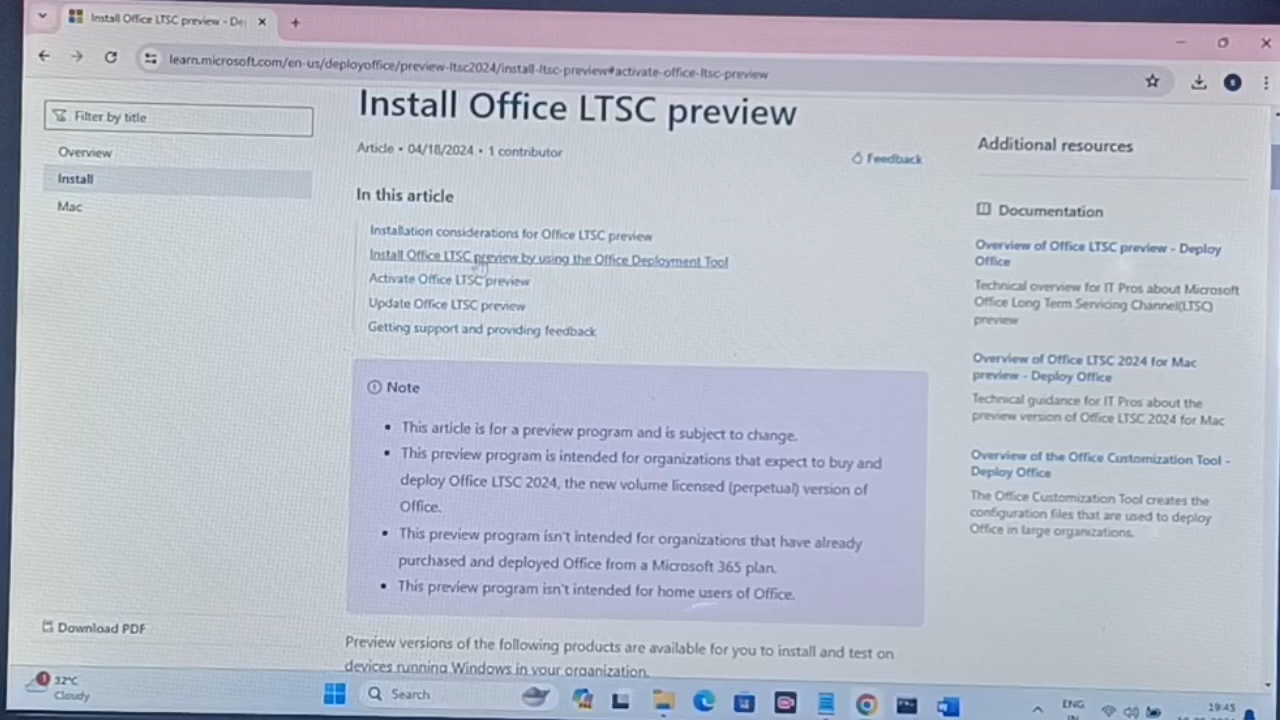 Install Office LTSC preview - De
learn.microsoft.com/en-us/deployoffice/preview-ltsc2024/install-ltsc-preview#activate-office-ltsc-preview
Filter by title
Overview
Install
Mac
Download PDF
Install Office LTSC preview
Article • 04/18/2024 • 1 contributor
Feedback
In this article
Installation considerations for Office LTSC preview
Install Office LTSC preview by using the Office Deployment Tool
Activate Office LTSC preview
Update Office LTSC preview
Getting support and providing feedback
Note
• This article is for a preview program and is subject to change.
• This preview program is intended for organizations that expect to buy and
deploy Office LTSC 2024, the new volume licensed (perpetual) version of
Office.
• This preview program isn't intended for organizations that have already
purchased and deployed Office from a Microsoft 365 plan.
• This preview program isn't intended for home users of Office.
Preview versions of the following products are available for you to install and test on
devices running Windows in your organization.
Additional resources
Documentation
Overview of Office LTSC preview - Deploy
Office
Technical overview for IT Pros about Microsoft
Office Long Term Servicing Channel(LTSC)
preview
Overview of Office LTSC 2024 for Mac
preview - Deploy Office
Technical guidance for IT Pros about the
preview version of Office LTSC 2024 for Mac
Overview of the Office Customization Tool -
Deploy Office
The Office Customization Tool creates the
configuration files that are used to deploy
Office in large organizations.
32°C
Cloudy
Search
ENG
IN
19:45